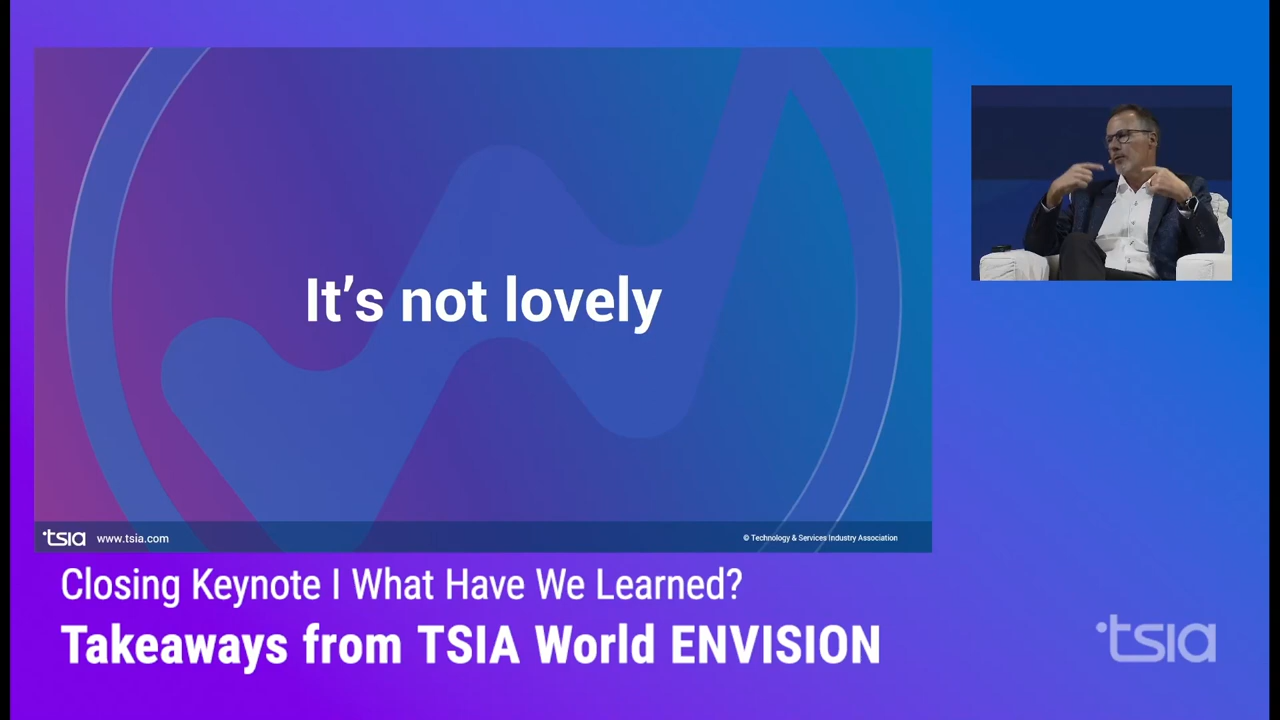 It's not lovely
tsia www.tsia.com © Technology & Services Industry Association
Closing Keynote I What Have We Learned?
Takeaways from TSIA World ENVISION
tsia